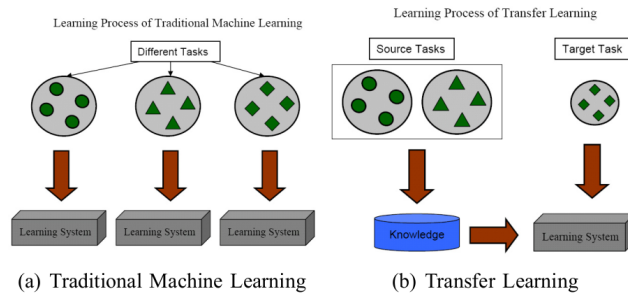 Learning Process of Traditional Machine Learning
Different Tasks
Learning System
Learning System
Learning System
(a) Traditional Machine Learning
Learning Process of Transfer Learning
Source Tasks
Target Task
Knowledge
Learning System
(b) Transfer Learning